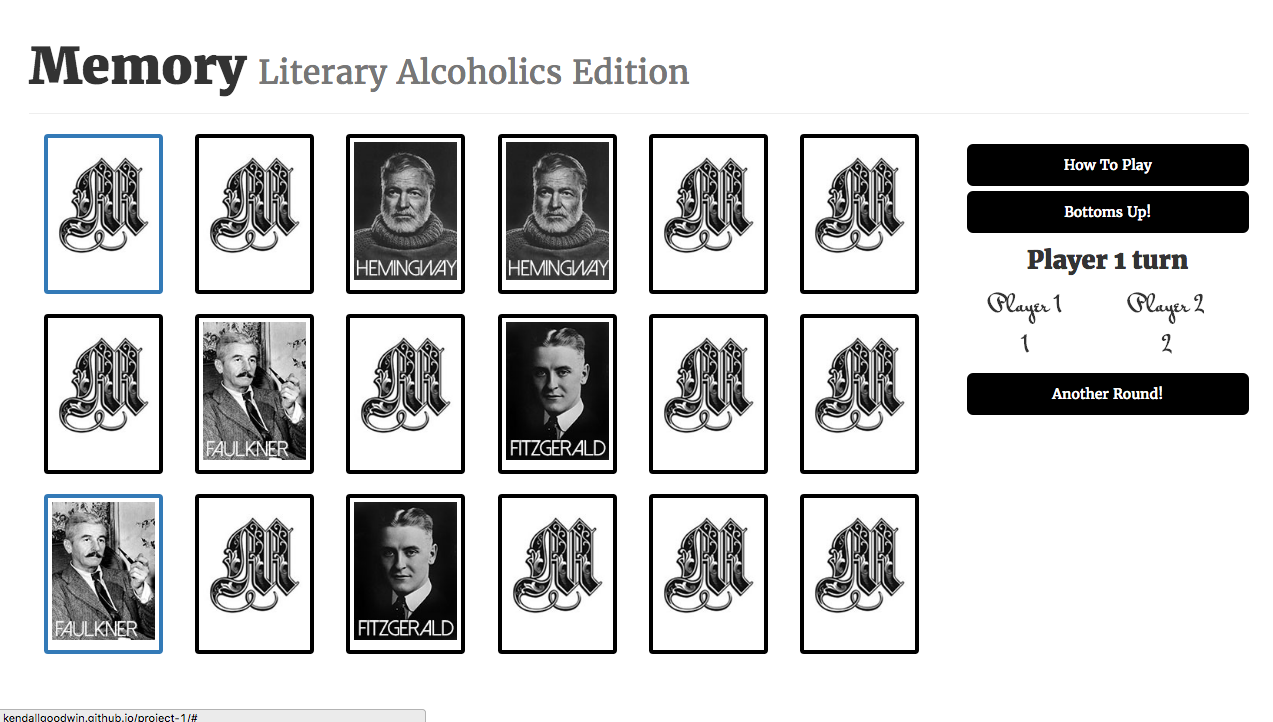 Memory Literary Alcoholics Edition
M M HEMINGWAY HEMINGWAY M M
How To Play
Bottoms Up!
Player 1 turn
Player 1 Player 2
1 2
M FAULKNER M FITZGERALD M M
Another Round!
FAULKNER M FITZGERALD M M M
kendallgoodwin.github.io/project-1/#